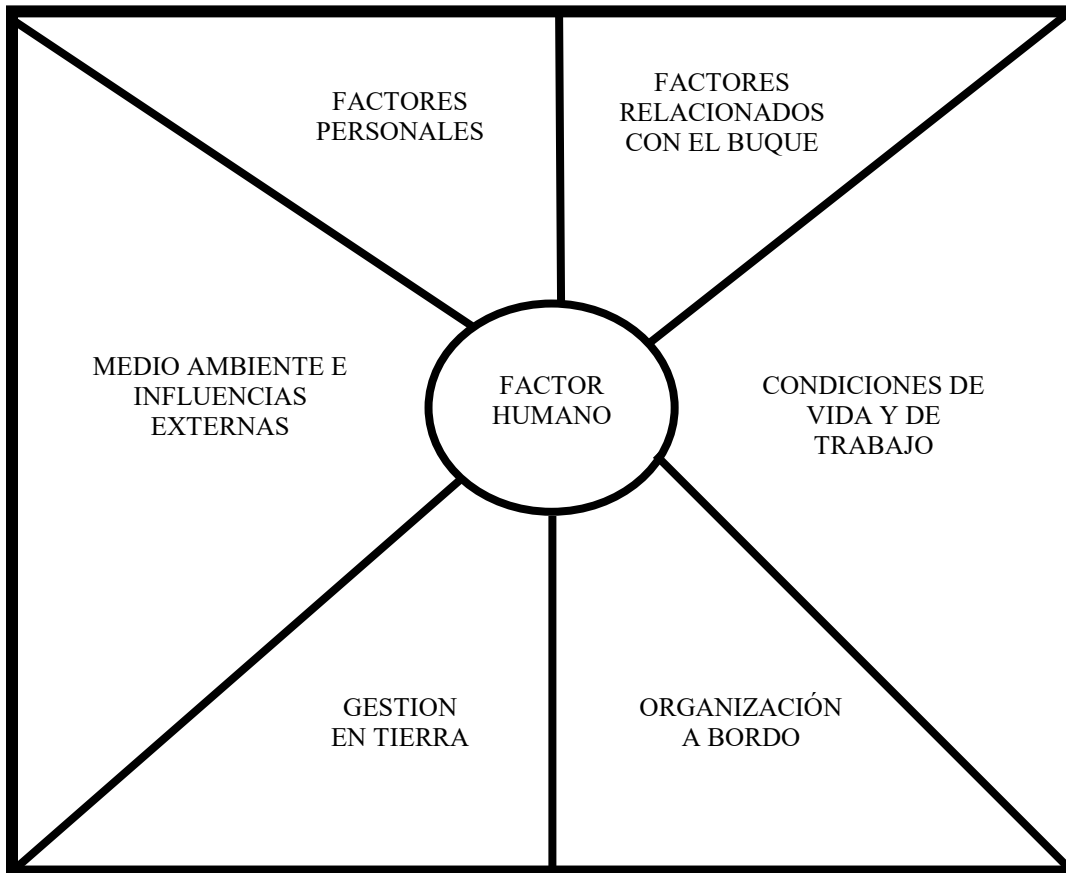 FACTORES
PERSONALES
FACTORES
RELACIONADOS
CON EL BUQUE
MEDIO AMBIENTE E
INFLUENCIAS
EXTERNAS
FACTOR
HUMANO
CONDICIONES DE
VIDA Y DE
TRABAJO
GESTION
EN TIERRA
ORGANIZACIÓN
A BORDO